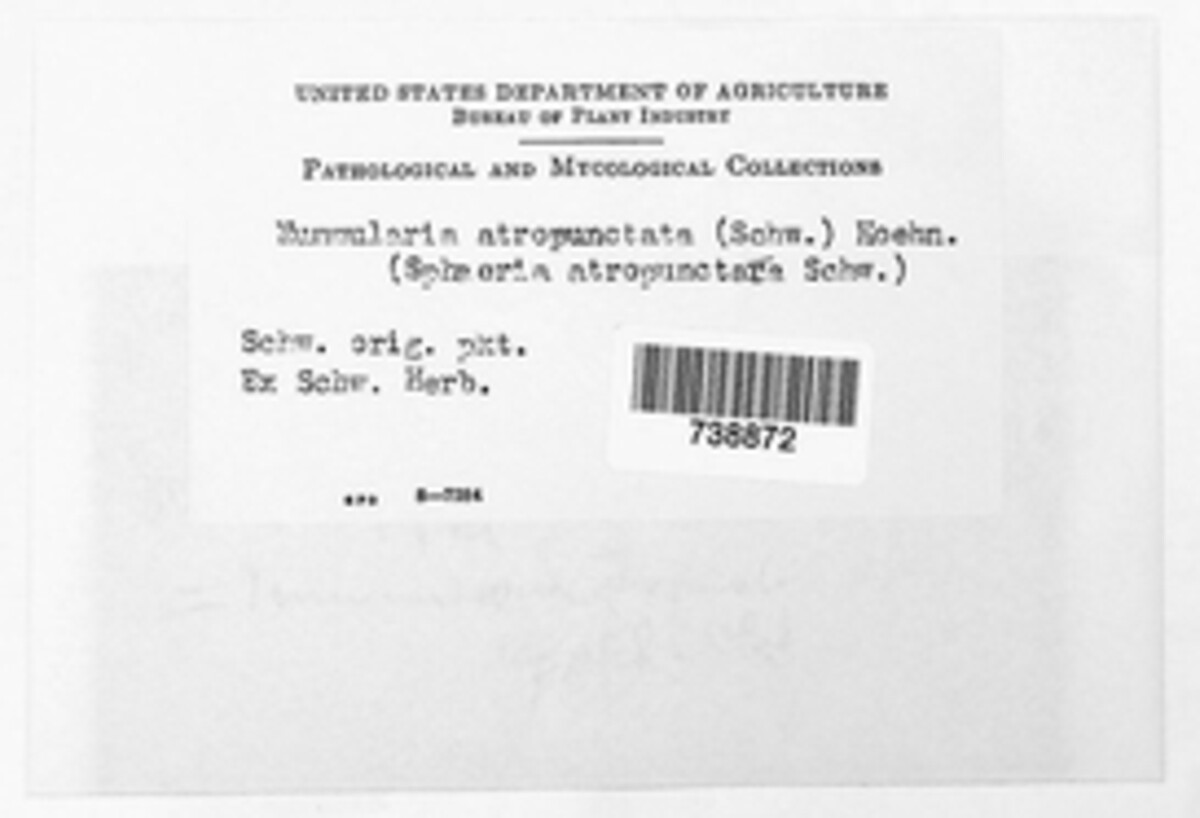 UNITED STATES DEPARTMENT OF AGRICULTURE
BUREAU OF PLANT INDUSTRY
PATHOLOGICAL AND MYCOLOGICAL COLLECTIONS
Nummularia atropunctata (Schw.) Hoehn.
(Sphaeria atropunctata Schw.)
Schw. orig. pkt.
Ex Schw. Herb.
738872
GPO